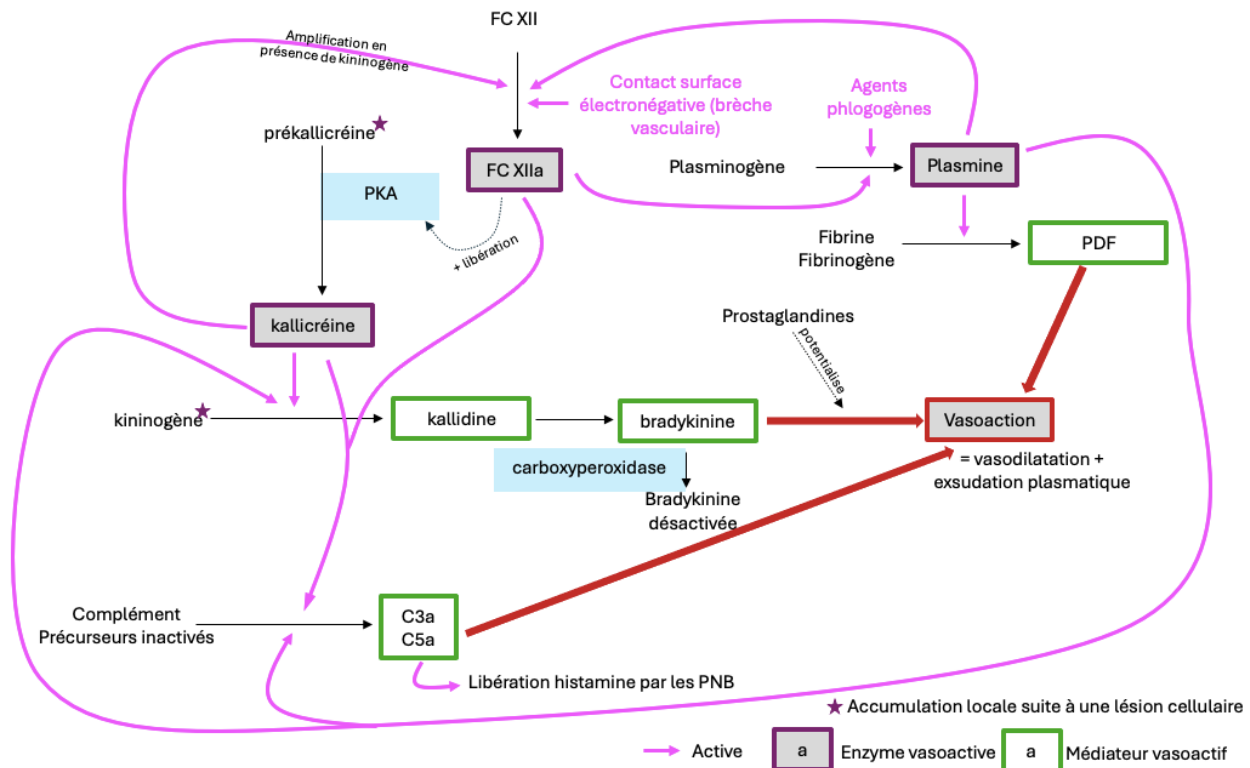 FC XII
Amplification en
présence de kininogène
Contact surface
électronégative (brèche
vasculaire)
Agents
phlogogènes
prékallicréine
FC XIIa
Plasminogène
Plasmine
PKA
+ libération
Fibrine
Fibrinogène
PDF
kallicréine
Prostaglandines
potentialise
kininogène
kallidine
bradykinine
Vasoaction
= vasodilatation +
exsudation plasmatique
carboxyperoxidase
Bradykinine
désactivée
Complément
Précurseurs inactivés
C3a
C5a
Libération histamine par les PNB
Accumulation locale suite à une lésion cellulaire
Active
a
Enzyme vasoactive
a
Médiateur vasoactif